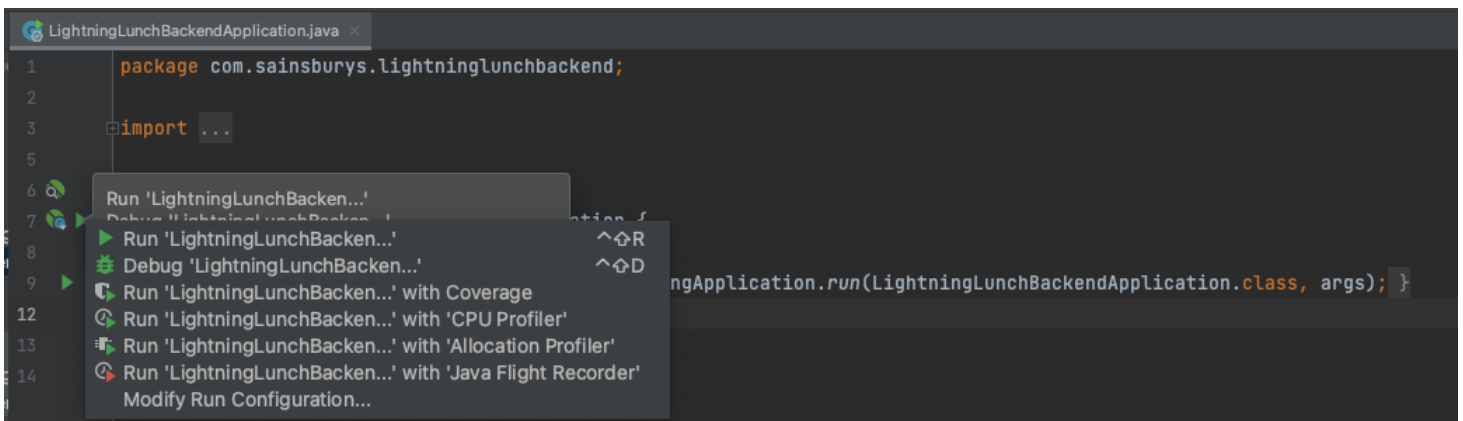 LightningLunchBackendApplication.java
1 package com.sainsburys.lightninglunchbackend;
2
3 import ...
5
6
Run 'LightningLunchBacken...'
7
Debug 'LightningLunchBacken...'
Run 'LightningLunchBacken...' ^⇧R
8
Debug 'LightningLunchBacken...' ^⇧D
9 ngApplication.run(LightningLunchBackendApplication.class, args); }
Run 'LightningLunchBacken...' with Coverage
12
Run 'LightningLunchBacken...' with 'CPU Profiler'
13
Run 'LightningLunchBacken...' with 'Allocation Profiler'
14
Run 'LightningLunchBacken...' with 'Java Flight Recorder'
Modify Run Configuration...